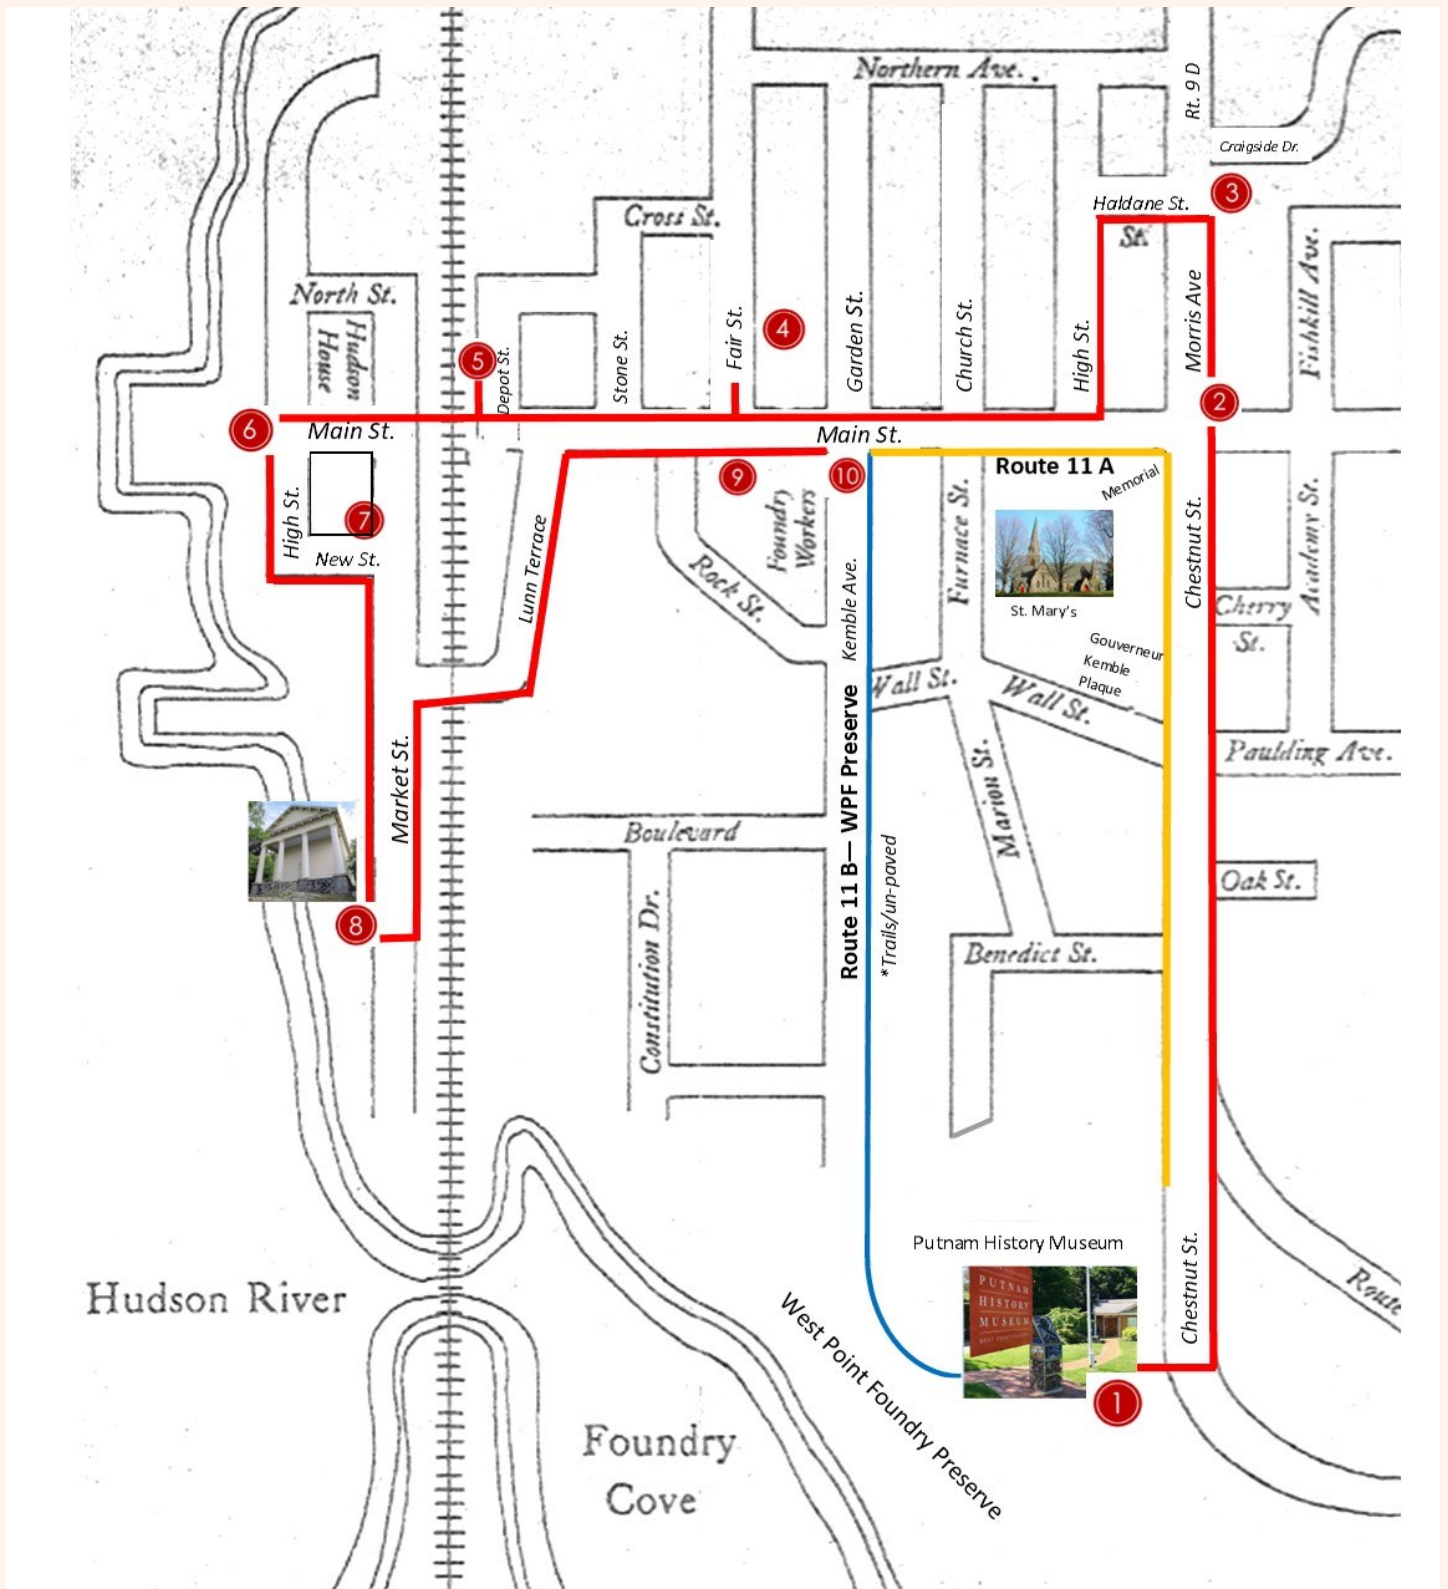 Northern Ave.
Rt. 9 D
Craigside Dr.
3
Haldane St.
St.
Cross St.
North St.
Hudson
House
5
Depot St.
Stone St.
Fair St.
4
Garden St.
Church St.
High St.
Morris Ave
Fishkill Ave.
2
6
Main St.
Main St.
High St.
7
New St.
Lunn Terrace
9
10
Foundry
Workers
Rock St.
Kemble Ave.
Furnace St.
Route 11 A
Memorial
St. Mary's
Gouverneur
Kemble
Plaque
Chestnut St.
Academy St.
Cherry
St.
Wall St.
Wall St.
Paulding Ave.
Market St.
Boulevard
Constitution Dr.
Route 11 B— WPF Preserve
*Trails/un-paved
Marion St.
Oak St.
8
Benedict St.
Putnam History Museum
PUTNAM
HISTORY
MUSEUM
Chestnut St.
Route
1
West Point Foundry Preserve
Hudson River
Foundry
Cove